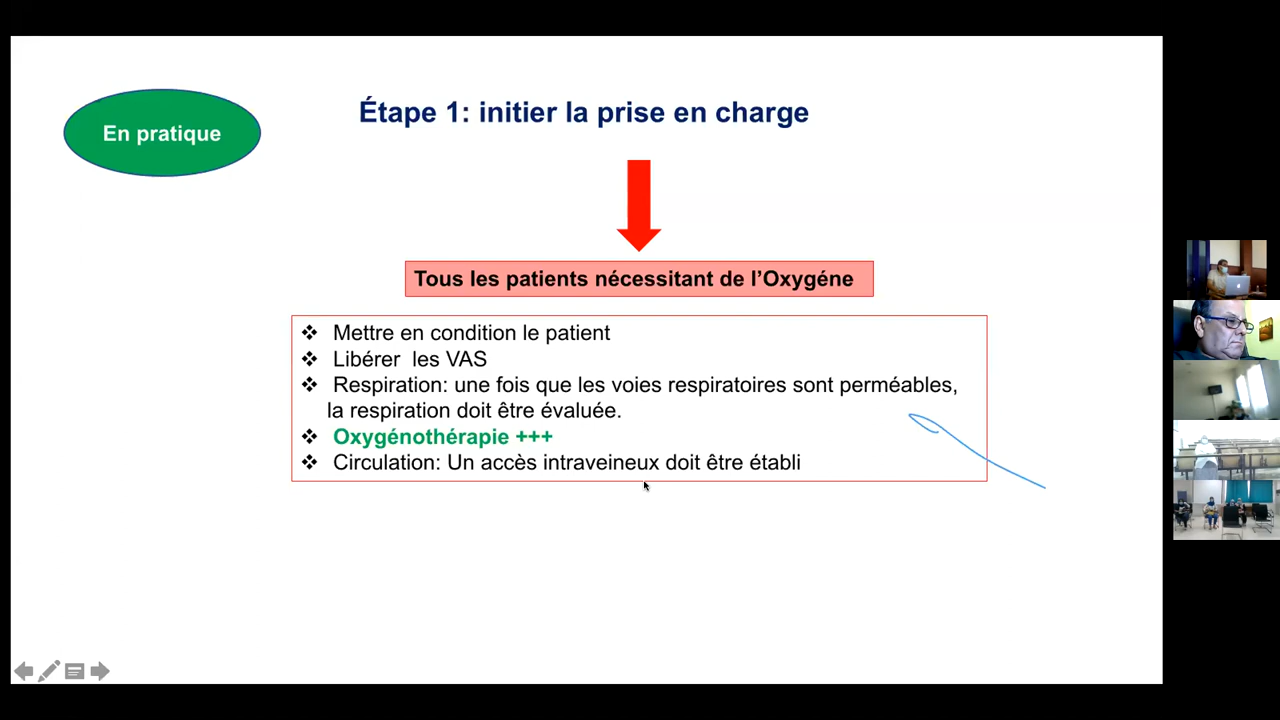 En pratique
Étape 1: initier la prise en charge
Tous les patients nécessitant de l’Oxygéne
❖ Mettre en condition le patient
❖ Libérer les VAS
❖ Respiration: une fois que les voies respiratoires sont perméables,
la respiration doit être évaluée.
❖ Oxygénothérapie +++
❖ Circulation: Un accès intraveineux doit être établi